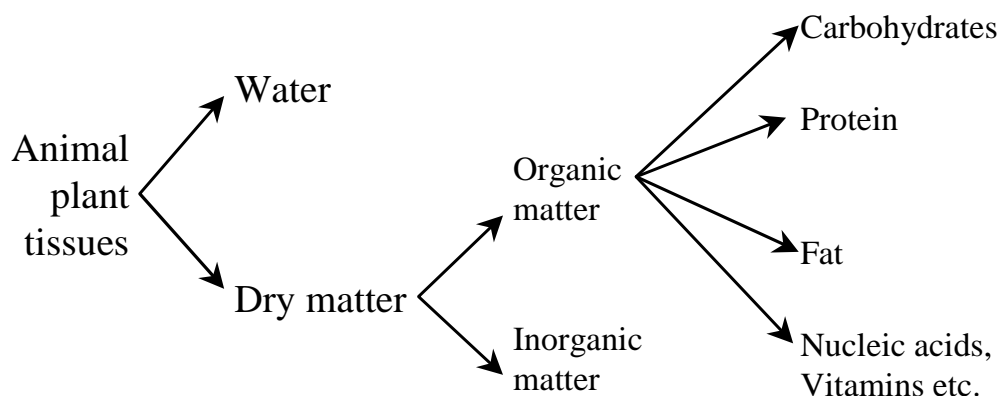 Animal
plant
tissues
Water
Dry matter
Organic
matter
Inorganic
matter
Carbohydrates
Protein
Fat
Nucleic acids,
Vitamins etc.